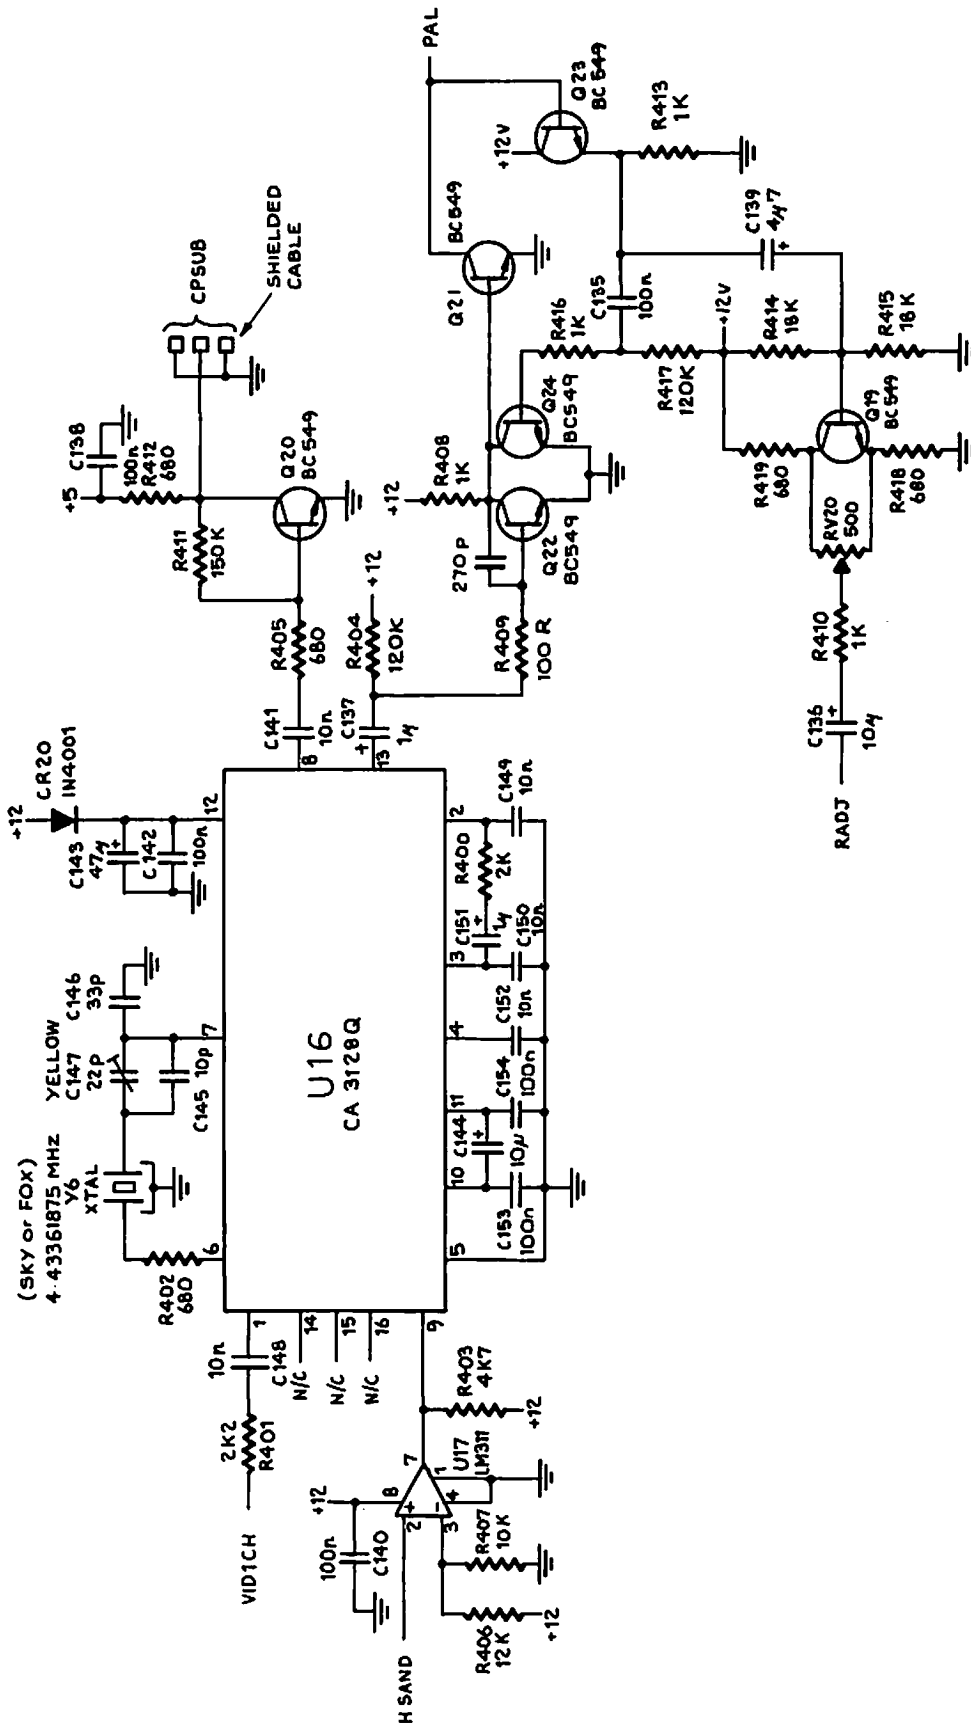 (SKY or FOX)
4·43361875 MHZ
Y6
XTAL
YELLOW
C147
22P
C146
33P
C145 10p
R402
680
+12
CR20
IN4001
C143
47µ
+
C142
100n
6
7
12
U16
CA 3128Q
1
14
15
16
9
5
10
11
4
3
2
8
13
VID1CH
2K2
R401
10n
C148
N/C
N/C
N/C
H SAND
+12
100n
C140
8
2
+
3
-
4
1
7
U17
LM311
R403
4K7
+12
R406
12K
+12
R407
10K
C153
100n
C144
+
10µ
C154
100n
C152
10n
C151
+
1µ
C150
10n
R400
2K
C149
10n
C141
10n
R405
680
C137
+
1µ
R404
120K
+12
R411
150K
+5
100n
C138
R412
680
Q20
BC549
CPSUB
SHIELDED
CABLE
R409
100R
270P
+12
R408
1K
Q22
BC549
Q24
BC549
Q21
BC549
PAL
Q23
BC549
+12V
R413
1K
R416
1K
C135
100n
R417
120K
C139
4µ7
+
+12V
R414
18K
R415
18K
R419
680
Q19
BC549
R418
680
RV20
500
R410
1K
C136
+
10µ
RADJ